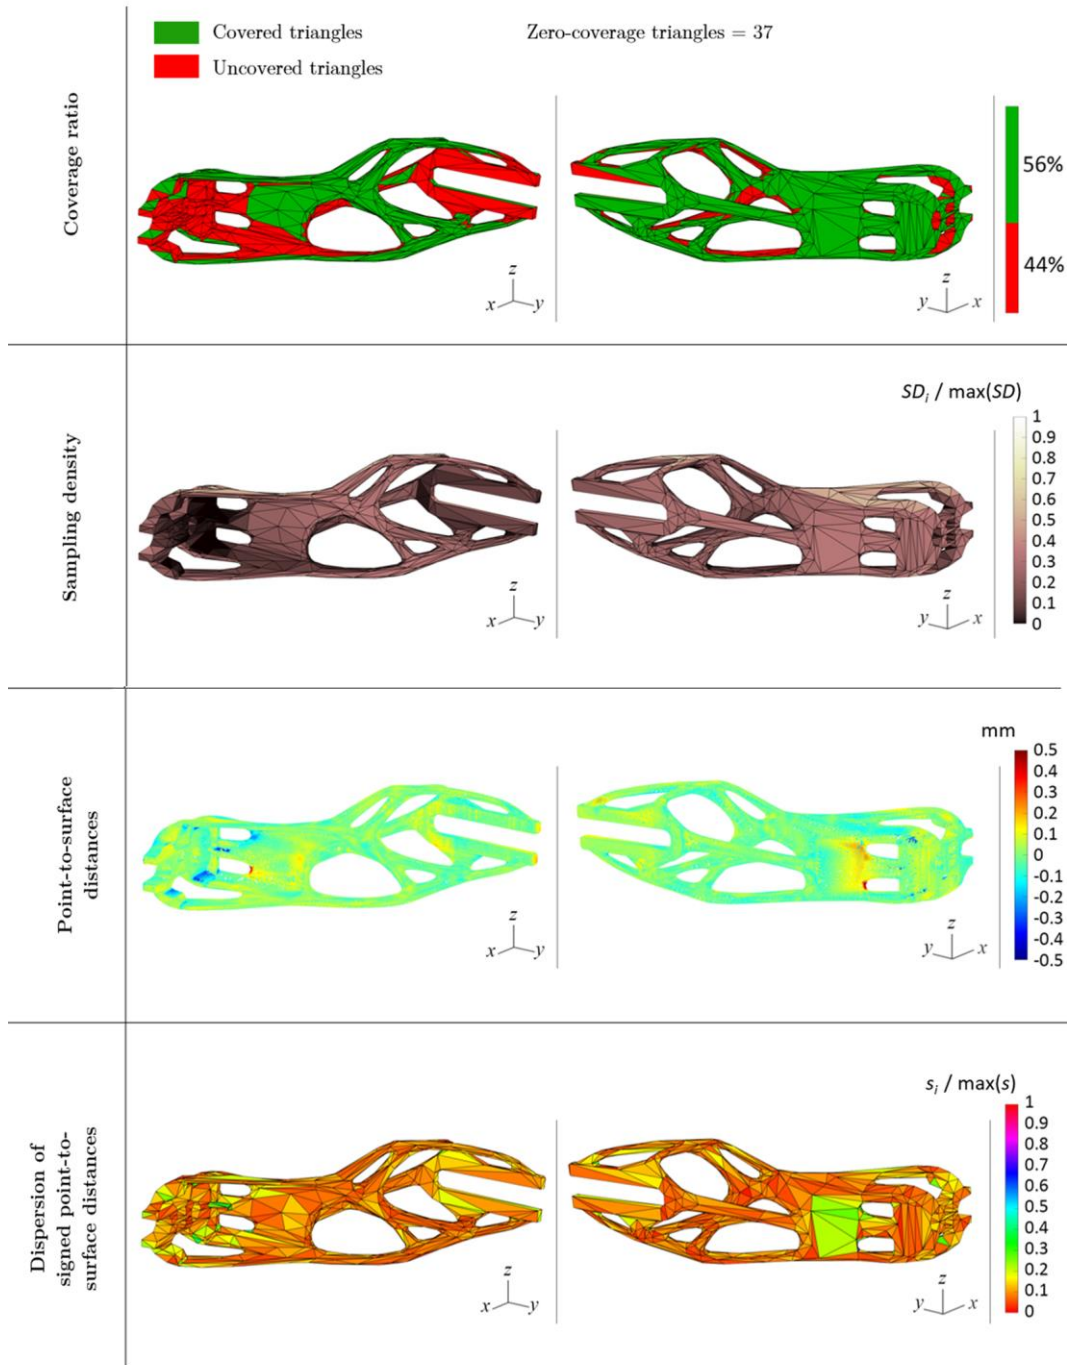 Covered triangles
Zero-coverage triangles = 37
Uncovered triangles
Coverage ratio
56%
44%
z
x
y
z
y
x
Sampling density
SDᵢ / max(SD)
1
0.9
0.8
0.7
0.6
0.5
0.4
0.3
0.2
0.1
0
z
x
y
z
y
x
Point-to-surface
distances
mm
0.5
0.4
0.3
0.2
0.1
0
-0.1
-0.2
-0.3
-0.4
-0.5
z
x
y
z
y
x
Dispersion of
signed point-to-
surface distances
sᵢ / max(s)
1
0.9
0.8
0.7
0.6
0.5
0.4
0.3
0.2
0.1
0
z
x
y
z
y
x